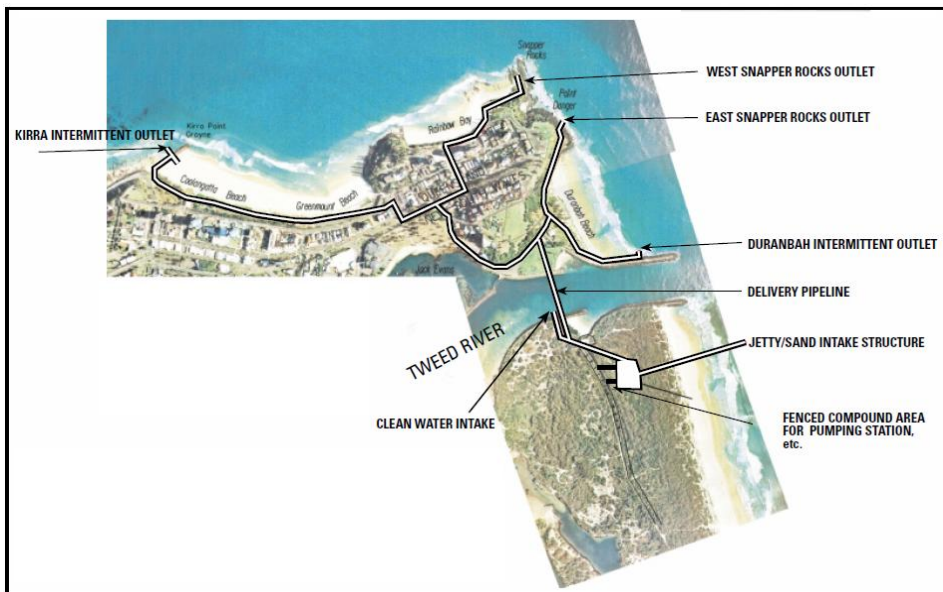 Snapper
Rocks
WEST SNAPPER ROCKS OUTLET
Point
Danger
EAST SNAPPER ROCKS OUTLET
Kirra Point
Groyne
KIRRA INTERMITTENT OUTLET
Rainbow Bay
Coolangatta Beach
Greenmount Beach
Duranbah Beach
DURANBAH INTERMITTENT OUTLET
Jack Evans
DELIVERY PIPELINE
TWEED RIVER
JETTY/SAND INTAKE STRUCTURE
CLEAN WATER INTAKE
FENCED COMPOUND AREA
FOR PUMPING STATION,
etc.